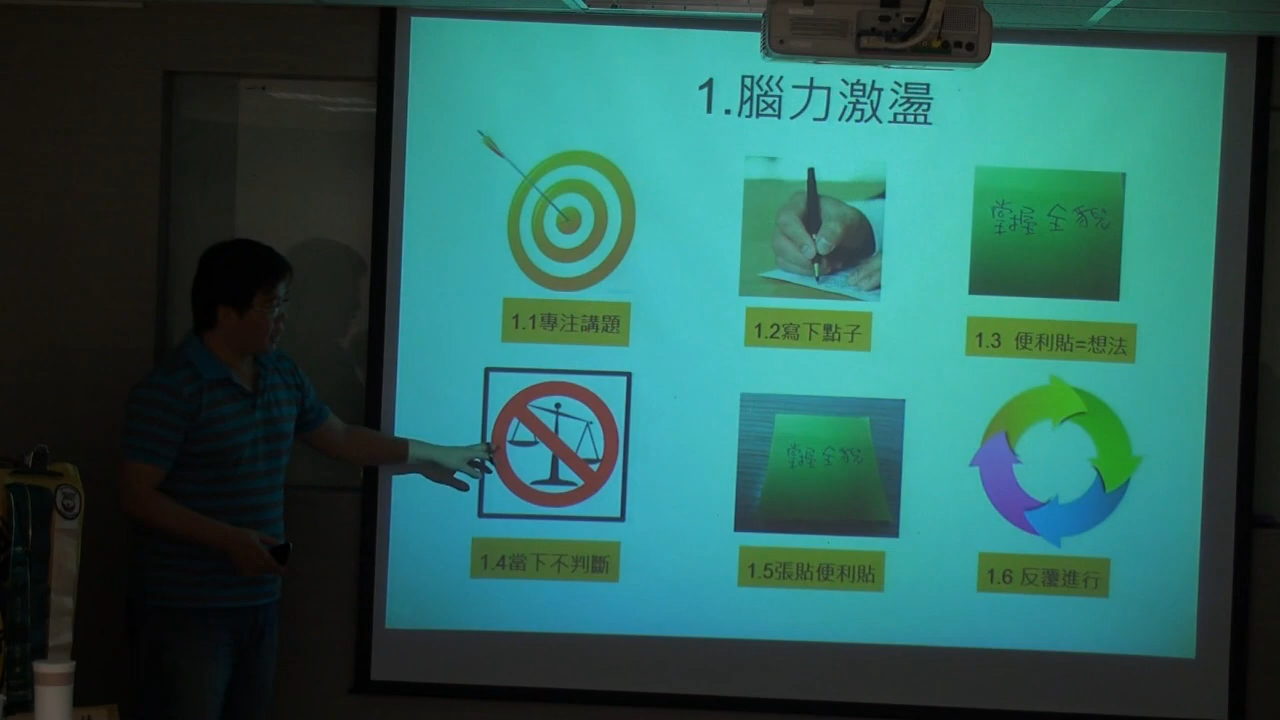 1.腦力激盪
1.1專注講題
1.2寫下點子
掌握全貌
1.3 便利貼=想法
1.4當下不判斷
掌握全貌
1.5張貼便利貼
1.6 反覆進行